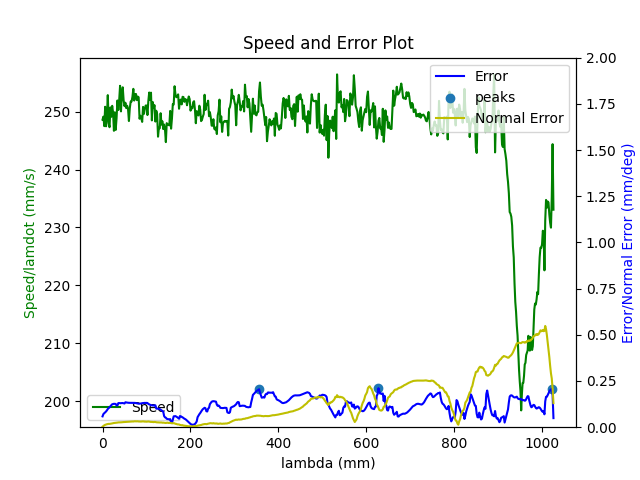 Speed and Error Plot
Error
peaks
Normal Error
Speed
Speed/lamdot (mm/s)
250
240
230
220
210
200
Error/Normal Error (mm/deg)
2.00
1.75
1.50
1.25
1.00
0.75
0.50
0.25
0.00
0 200 400 600 800 1000
lambda (mm)